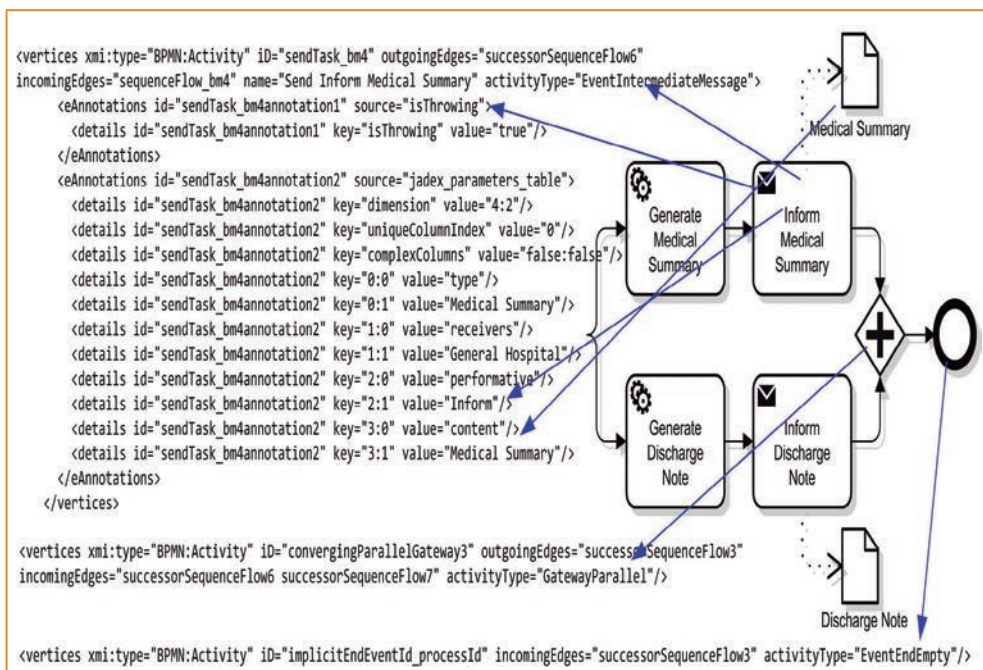 <vertices xmi:type="BPMN:Activity" iD="sendTask_bm4" outgoingEdges="successorSequenceFlow6"
incomingEdges="sequenceFlow_bm4" name="Send Inform Medical Summary" activityType="EventIntermediateMessage">
<eAnnotations id="sendTask_bm4annotation1" source="isThrowing">
<details id="sendTask_bm4annotation1" key="isThrowing" value="true"/>
</eAnnotations>
<eAnnotations id="sendTask_bm4annotation2" source="jadex_parameters_table">
<details id="sendTask_bm4annotation2" key="dimension" value="4:2"/>
<details id="sendTask_bm4annotation2" key="uniqueColumnIndex" value="0"/>
<details id="sendTask_bm4annotation2" key="complexColumns" value="false:false"/>
<details id="sendTask_bm4annotation2" key="0:0" value="type"/>
<details id="sendTask_bm4annotation2" key="0:1" value="Medical Summary"/>
<details id="sendTask_bm4annotation2" key="1:0" value="receivers"/>
<details id="sendTask_bm4annotation2" key="1:1" value="General Hospital"/>
<details id="sendTask_bm4annotation2" key="2:0" value="performative"/>
<details id="sendTask_bm4annotation2" key="2:1" value="Inform"/>
<details id="sendTask_bm4annotation2" key="3:0" value="content"/>
<details id="sendTask_bm4annotation2" key="3:1" value="Medical Summary"/>
</eAnnotations>
</vertices>
<vertices xmi:type="BPMN:Activity" iD="convergingParallelGateway3" outgoingEdges="successorSequenceFlow3"
incomingEdges="successorSequenceFlow6 successorSequenceFlow7" activityType="GatewayParallel"/>
<vertices xmi:type="BPMN:Activity" iD="implicitEndEventId_processId" incomingEdges="successorSequenceFlow3" activityType="EventEndEmpty"/>
Medical Summary
Generate
Medical
Summary
Inform
Medical
Summary
Generate
Discharge
Note
Inform
Discharge
Note
Discharge Note